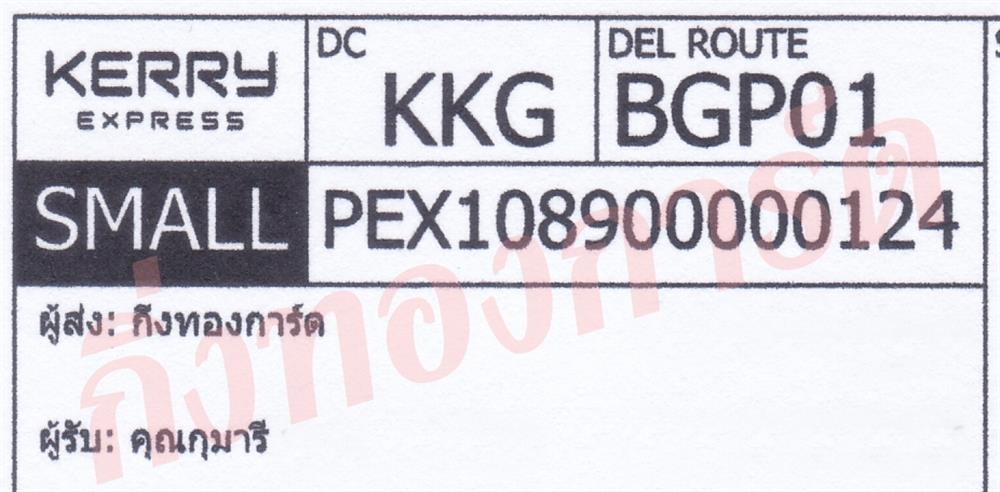 KERRY
EXPRESS
DC
KKG
DEL ROUTE
BGP01
SMALL
PEX108900000124
ผู้ส่ง: กิ่งทองการ์ด
ผู้รับ: คุณกุมารี
กิ่งทองการ์ด